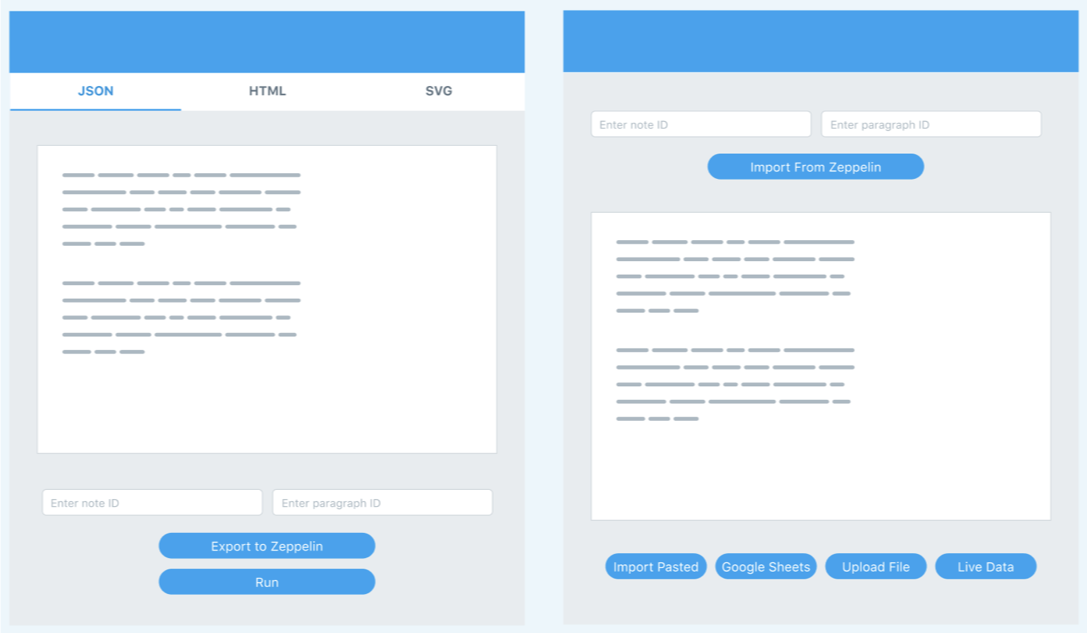 JSON
HTML
SVG
Enter note ID
Enter paragraph ID
Export to Zeppelin
Run
Enter note ID
Enter paragraph ID
Import From Zeppelin
Import Pasted
Google Sheets
Upload File
Live Data